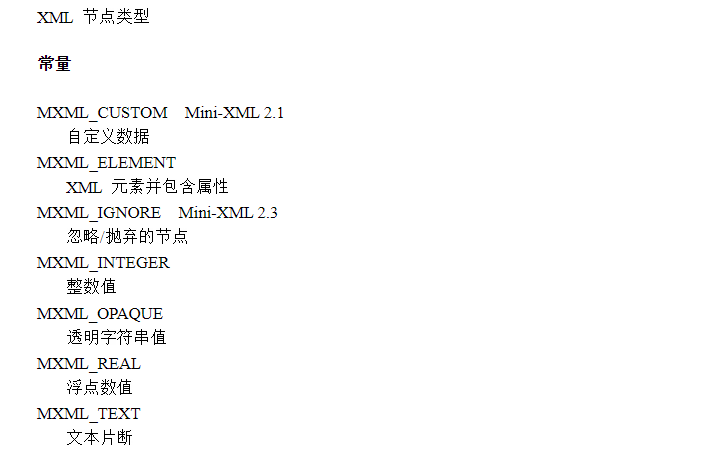 XML 节点类型
常量
MXML_CUSTOM Mini-XML 2.1
自定义数据
MXML_ELEMENT
XML 元素并包含属性
MXML_IGNORE Mini-XML 2.3
忽略/抛弃的节点
MXML_INTEGER
整数值
MXML_OPAQUE
透明字符串值
MXML_REAL
浮点数值
MXML_TEXT
文本片断